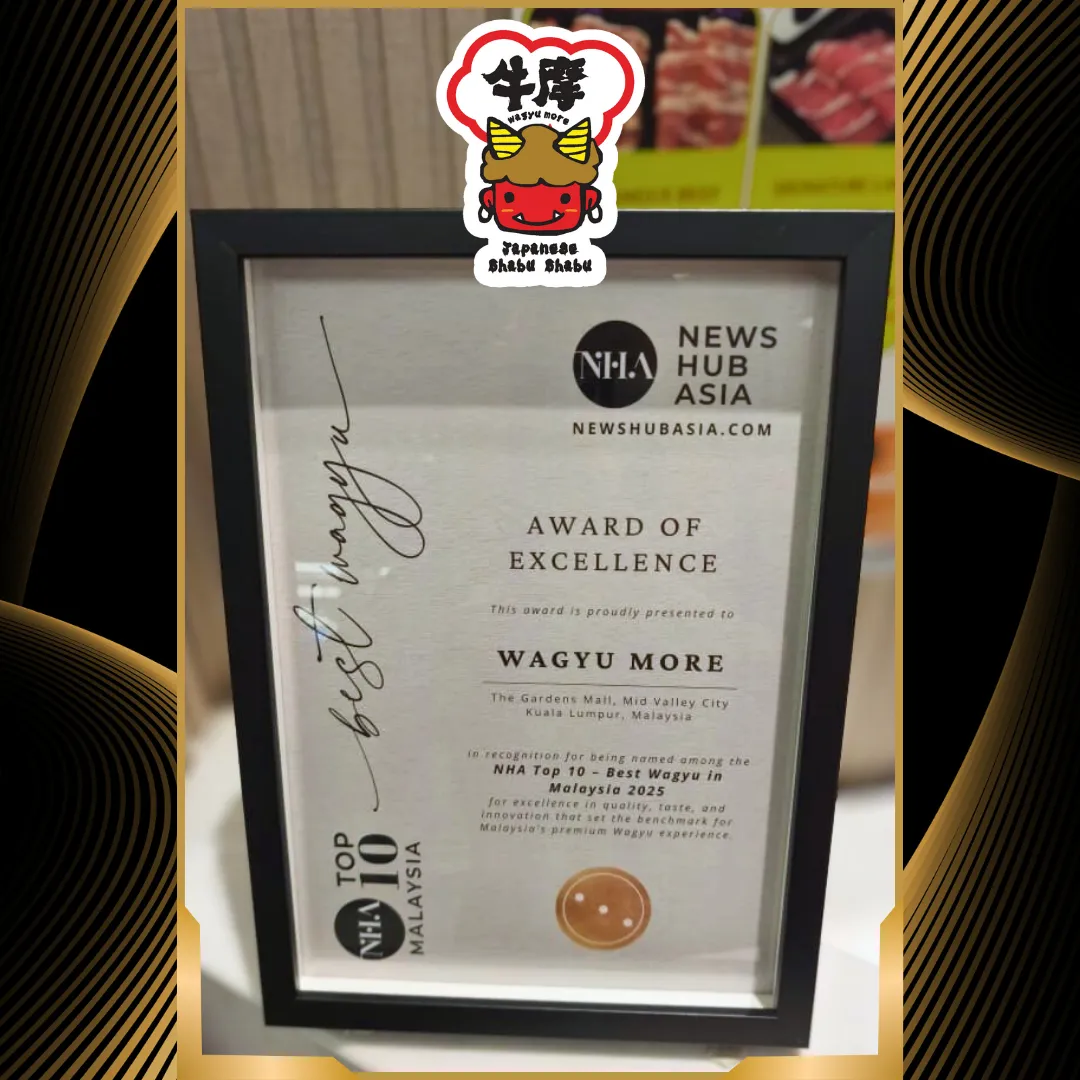 牛摩
wagyu more
Japanese
Shabu Shabu
NHA
NEWS
HUB
ASIA
NEWSHUBASIA.COM
best wagyu
AWARD OF
EXCELLENCE
This award is proudly presented to
WAGYU MORE
The Gardens Mall, Mid Valley City
Kuala Lumpur, Malaysia
in recognition for being named among the
NHA Top 10 – Best Wagyu in
Malaysia 2025
for excellence in quality, taste, and
innovation that set the benchmark for
Malaysia's premium Wagyu experience.
NHA
TOP
10
MALAYSIA